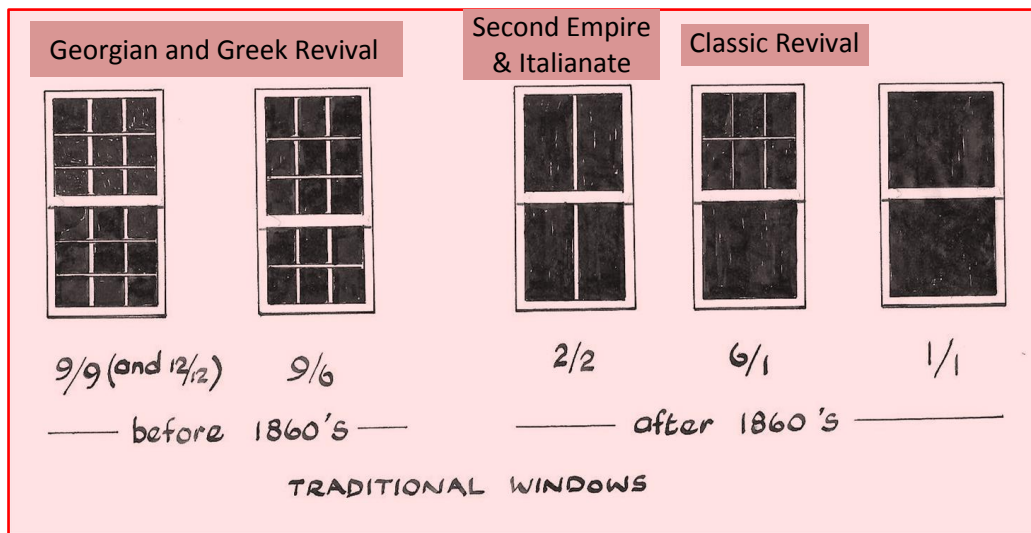 Georgian and Greek Revival
Second Empire
& Italianate
Classic Revival
9/9 (and 12/12)
9/6
2/2
6/1
1/1
before 1860's
after 1860's
TRADITIONAL WINDOWS